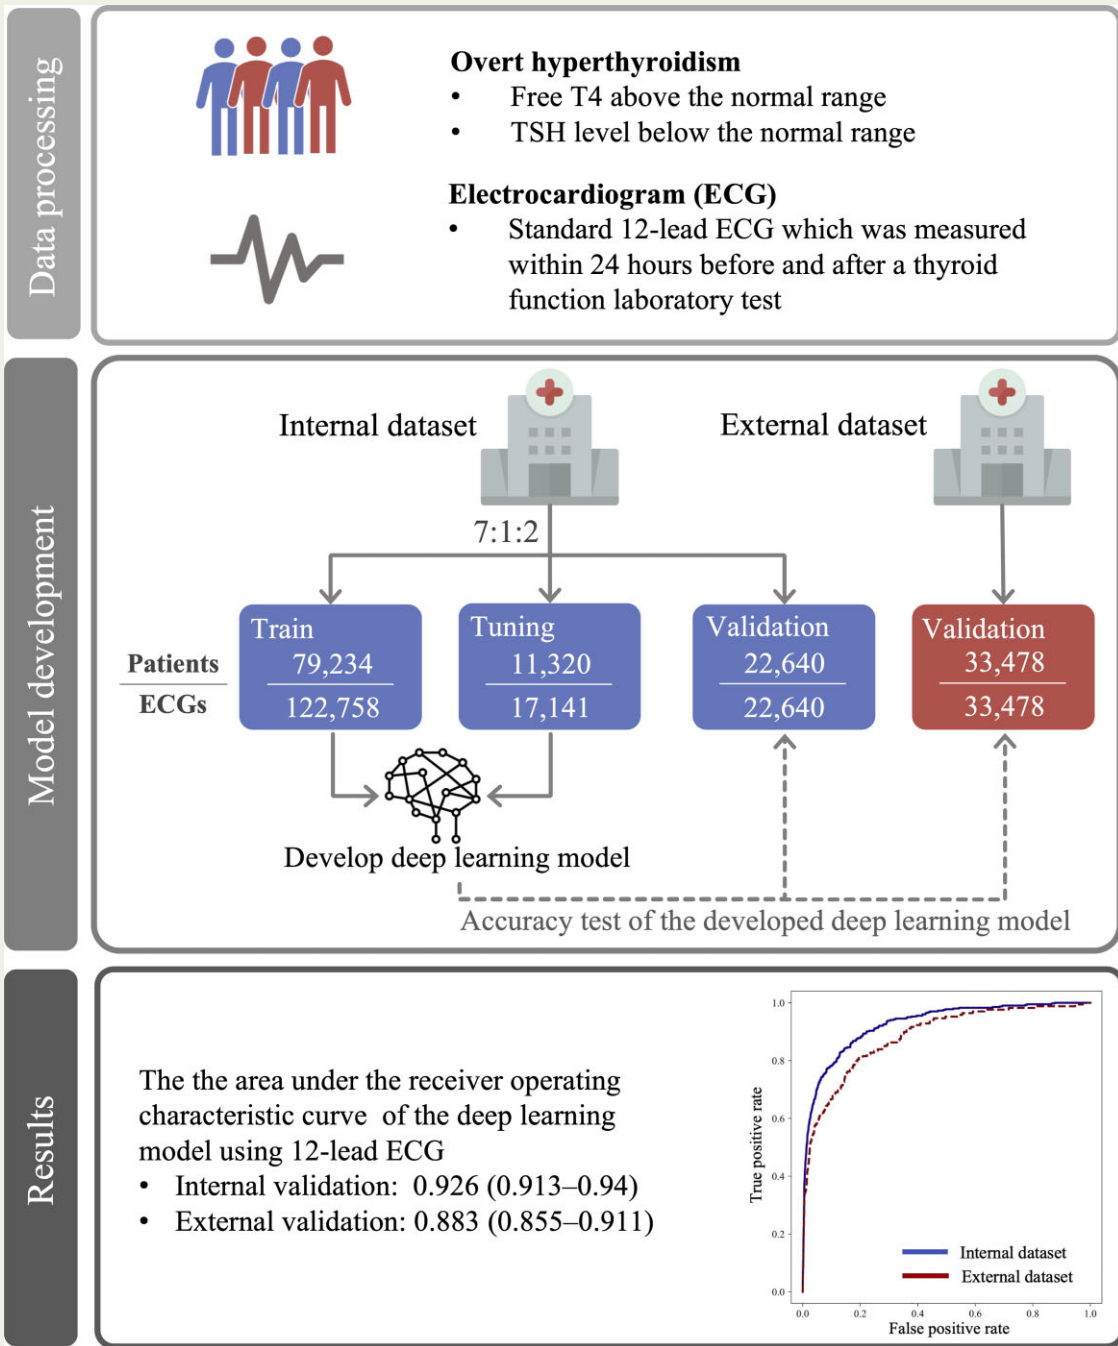 Data processing
Overt hyperthyroidism
• Free T4 above the normal range
• TSH level below the normal range
Electrocardiogram (ECG)
• Standard 12-lead ECG which was measured
within 24 hours before and after a thyroid
function laboratory test
Model development
Internal dataset
External dataset
7:1:2
Patients
ECGs
Train
79,234
122,758
Tuning
11,320
17,141
Validation
22,640
22,640
Validation
33,478
33,478
Develop deep learning model
Accuracy test of the developed deep learning model
Results
The the area under the receiver operating
characteristic curve  of the deep learning
model using 12-lead ECG
• Internal validation:  0.926 (0.913–0.94)
• External validation: 0.883 (0.855–0.911)
True positive rate
1.0
0.8
0.6
0.4
0.2
0.0
Internal dataset
External dataset
0.0 0.2 0.4 0.6 0.8 1.0
False positive rate